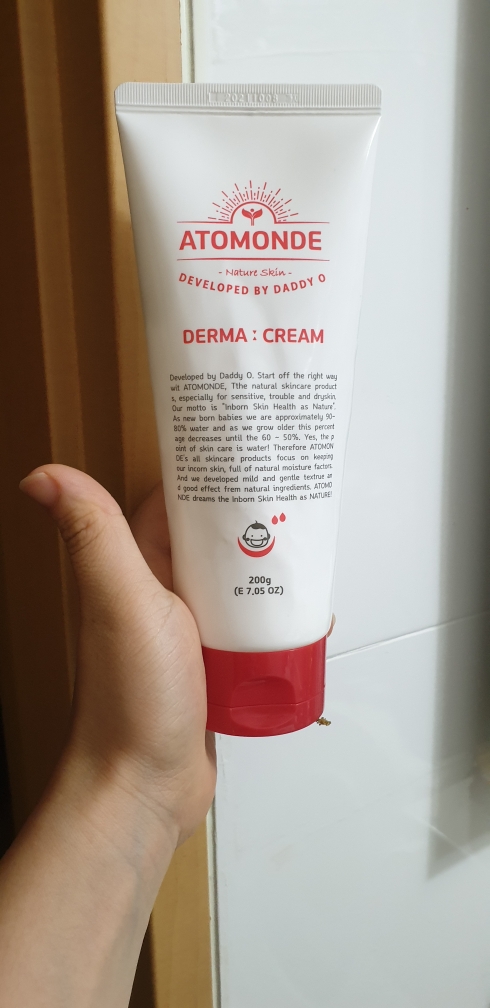 ATOMONDE
- Nature Skin -
DEVELOPED BY DADDY O
DERMA : CREAM
Developed by Daddy O. Start off the right way
wit ATOMONDE, Tthe natural skincare product
s, especially for sensitive, trouble and dryskin.
Our motto is "Inborn Skin Health as Nature".
As new born babies we are approximately 90-
80% water and as we grow older this percent
age decreases until the 60 - 50%. Yes, the p
oint of skin care is water! Therefore ATOMON
DE's all skincare products focus on keeping
our incorn skin, full of natural moisture factors.
And we developed mild and gentle textrue an
d good effect frem natural ingredients. ATOMO
NDE dreams the Inborn Skin Health as NATURE!
200g
(E 7.05 OZ)